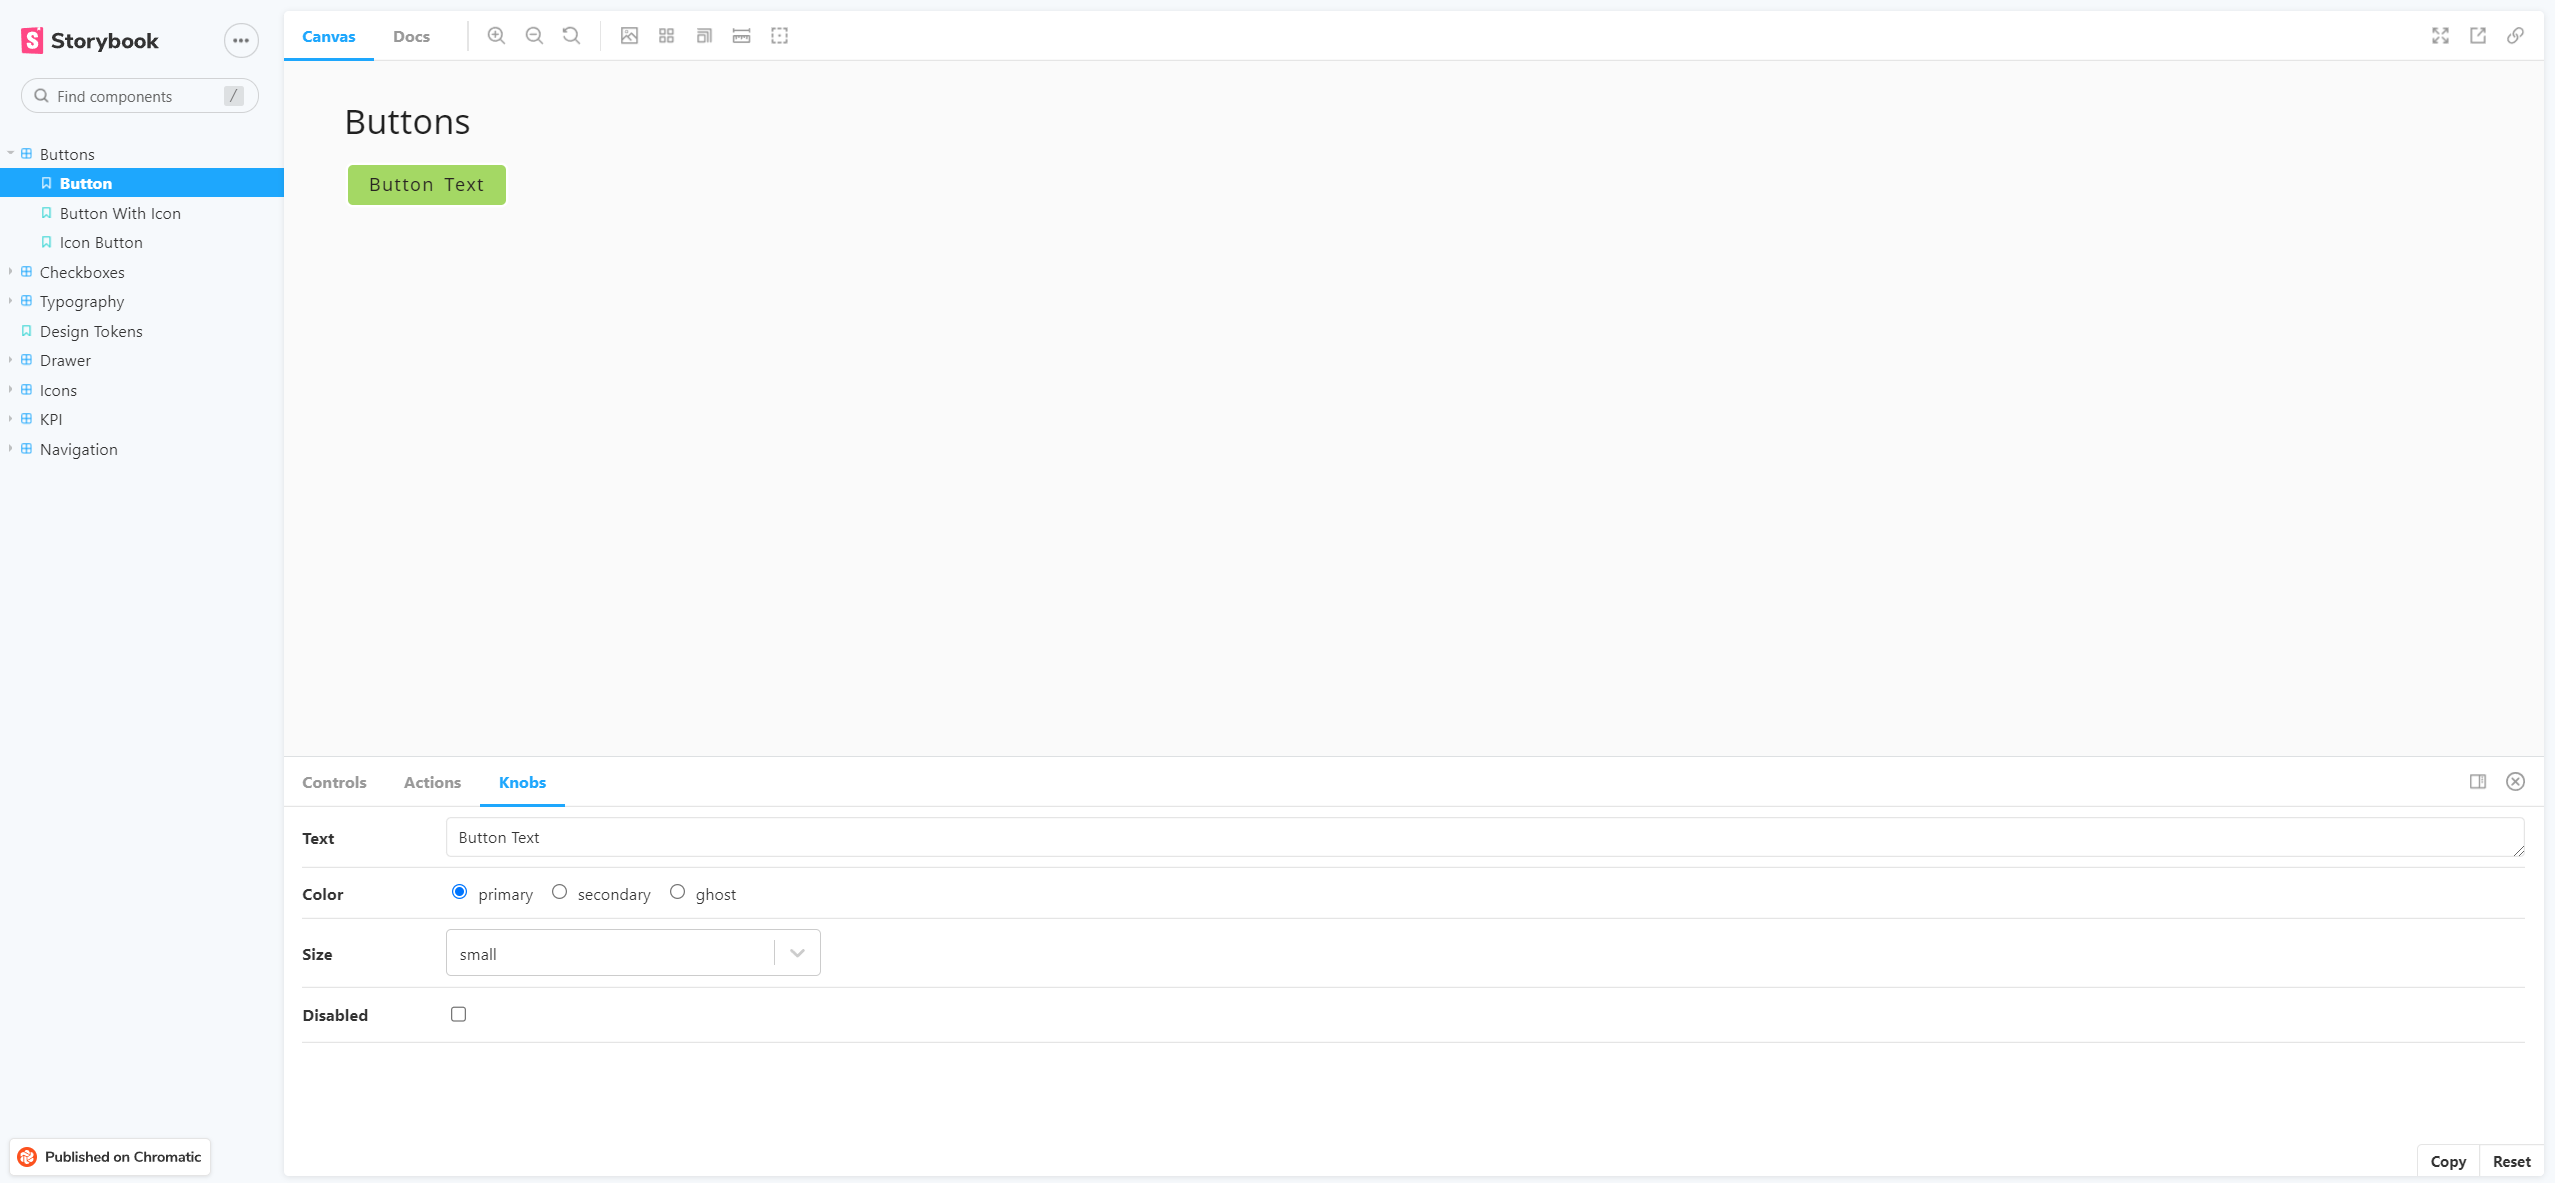 Storybook
Find components /
Buttons
Button
Button With Icon
Icon Button
Checkboxes
Typography
Design Tokens
Drawer
Icons
KPI
Navigation
Published on Chromatic
Canvas Docs
Buttons
Button Text
Controls Actions Knobs
Text Button Text
Color primary secondary ghost
Size small
Disabled
Copy Reset